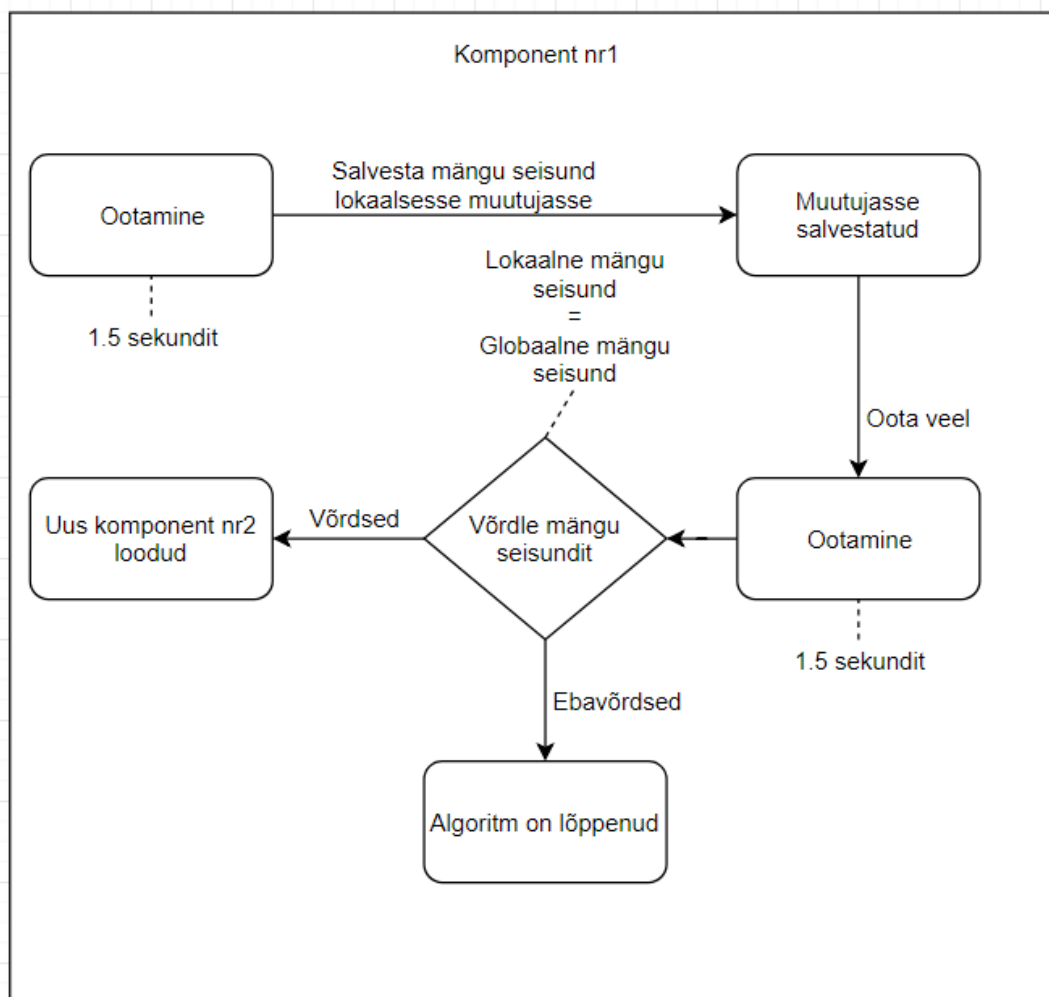 Komponent nr1
Ootamine
1.5 sekundit
Salvesta mängu seisund
lokaalsesse muutujasse
Muutujasse
salvestatud
Oota veel
Ootamine
1.5 sekundit
Lokaalne mängu
seisund
=
Globaalne mängu
seisund
Võrdle mängu
seisundit
Võrdsed
Uus komponent nr2
loodud
Ebavõrdsed
Algoritm on lõppenud